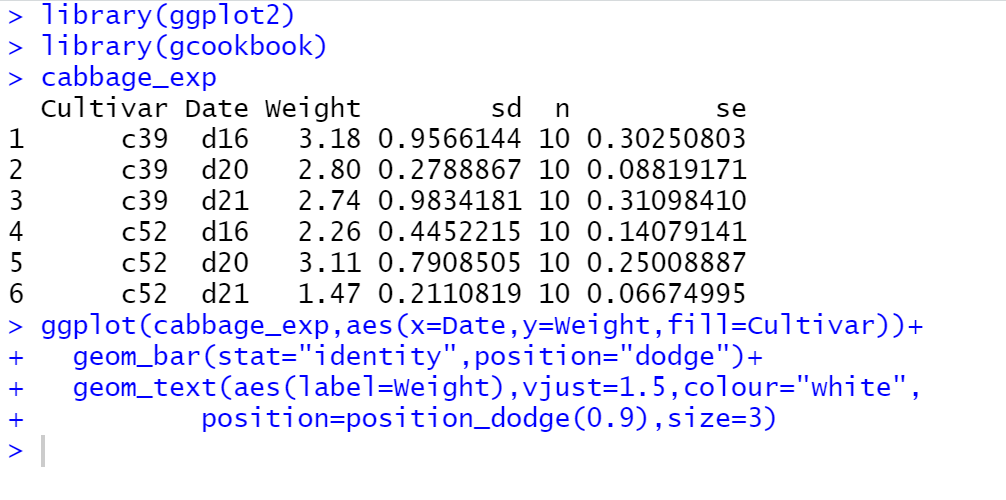 > library(ggplot2)
> library(gcookbook)
> cabbage_exp
  Cultivar Date Weight        sd  n         se
1      c39  d16   3.18 0.9566144 10 0.30250803
2      c39  d20   2.80 0.2788867 10 0.08819171
3      c39  d21   2.74 0.9834181 10 0.31098410
4      c52  d16   2.26 0.4452215 10 0.14079141
5      c52  d20   3.11 0.7908505 10 0.25008887
6      c52  d21   1.47 0.2110819 10 0.06674995
> ggplot(cabbage_exp,aes(x=Date,y=Weight,fill=Cultivar))+
+   geom_bar(stat="identity",position="dodge")+
+   geom_text(aes(label=Weight),vjust=1.5,colour="white",
+           position=position_dodge(0.9),size=3)
>